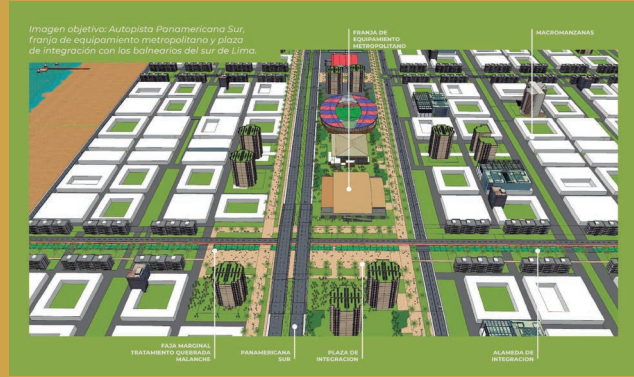 Imagen objetivo: Autopista Panamericana Sur,
franja de equipamiento metropolitano y plaza
de integración con los balnearios del sur de Lima.
FRANJA DE
EQUIPAMIENTO
METROPOLITANO
MACROMANZANAS
FAJA MARGINAL
TRATAMIENTO QUEBRADA
MALANCHE
PANAMERICANA
SUR
PLAZA DE
INTEGRACION
ALAMEDA DE
INTEGRACION